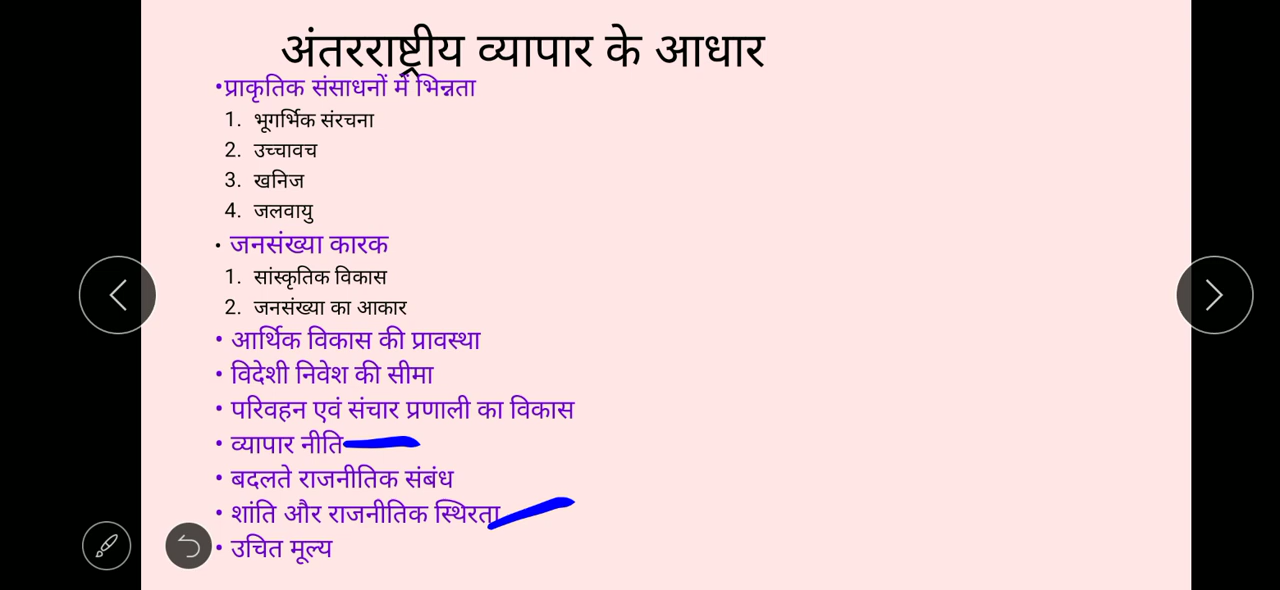 अंतरराष्ट्रीय व्यापार के आधार
•प्राकृतिक संसाधनों में भिन्नता
1. भूगर्भिक संरचना
2. उच्चावच
3. खनिज
4. जलवायु
• जनसंख्या कारक
1. सांस्कृतिक विकास
2. जनसंख्या का आकार
• आर्थिक विकास की प्रावस्था
• विदेशी निवेश की सीमा
• परिवहन एवं संचार प्रणाली का विकास
• व्यापार नीति
• बदलते राजनीतिक संबंध
• शांति और राजनीतिक स्थिरता
• उचित मूल्य